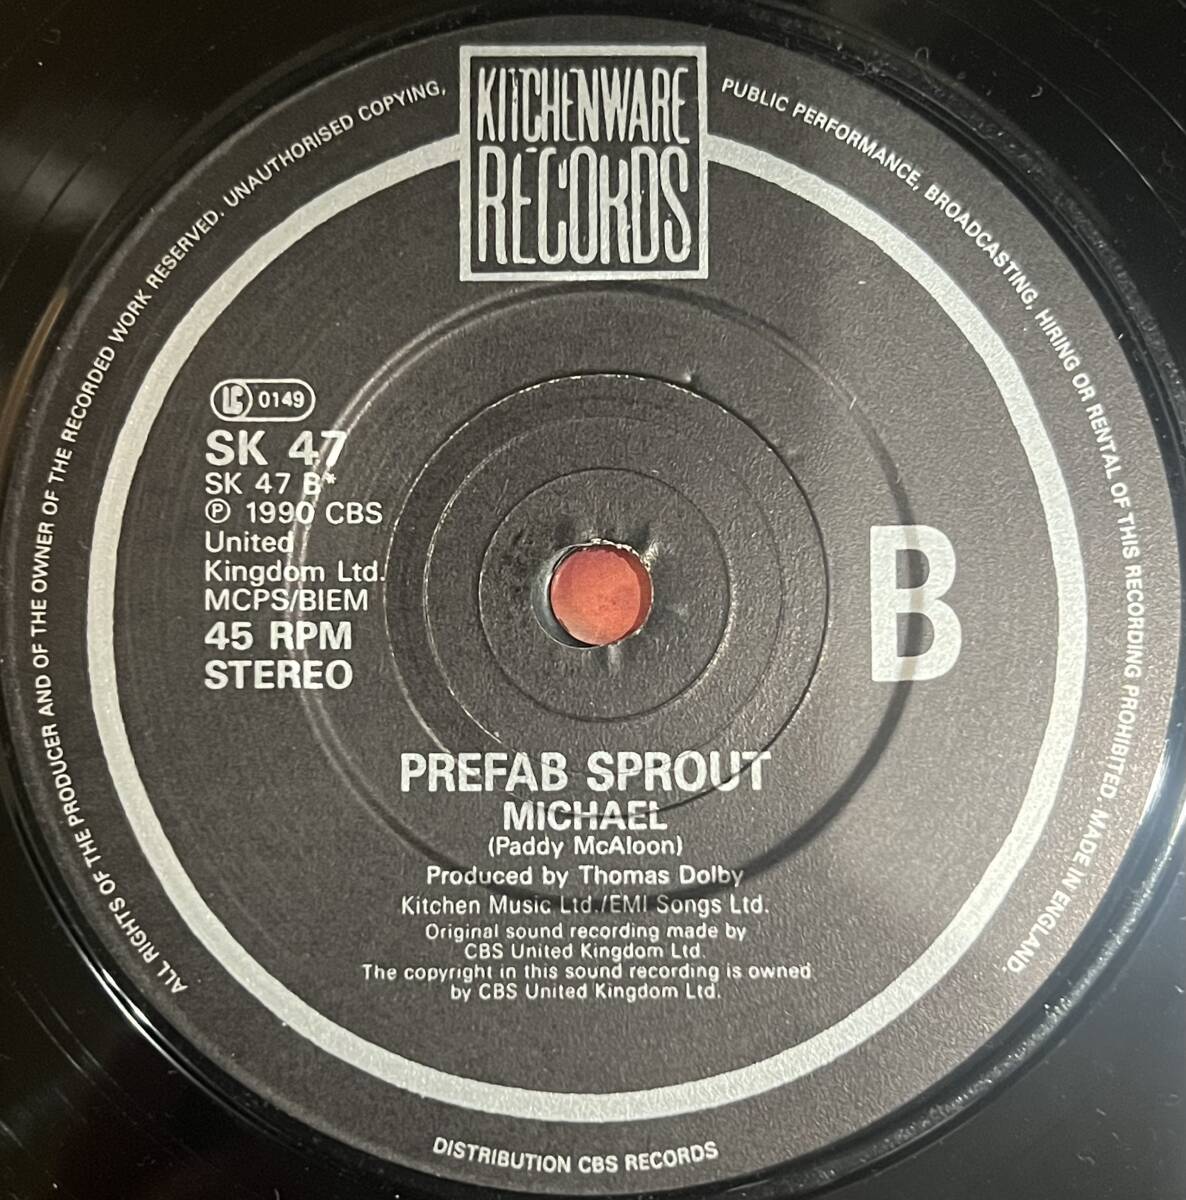 KITCHENWARE
RECORDS
ALL RIGHTS OF THE PRODUCER AND OF THE OWNER OF THE RECORDED WORK RESERVED. UNAUTHORISED COPYING, PUBLIC PERFORMANCE, BROADCASTING, HIRING OR RENTAL OF THIS RECORDING PROHIBITED. MADE IN ENGLAND.
LC 0149
SK 47
SK 47 B*
℗ 1990 CBS
United
Kingdom Ltd.
MCPS/BIEM
45 RPM
STEREO
B
PREFAB SPROUT
MICHAEL
(Paddy McAloon)
Produced by Thomas Dolby
Kitchen Music Ltd./EMI Songs Ltd.
Original sound recording made by
CBS United Kingdom Ltd.
The copyright in this sound recording is owned
by CBS United Kingdom Ltd.
DISTRIBUTION CBS RECORDS